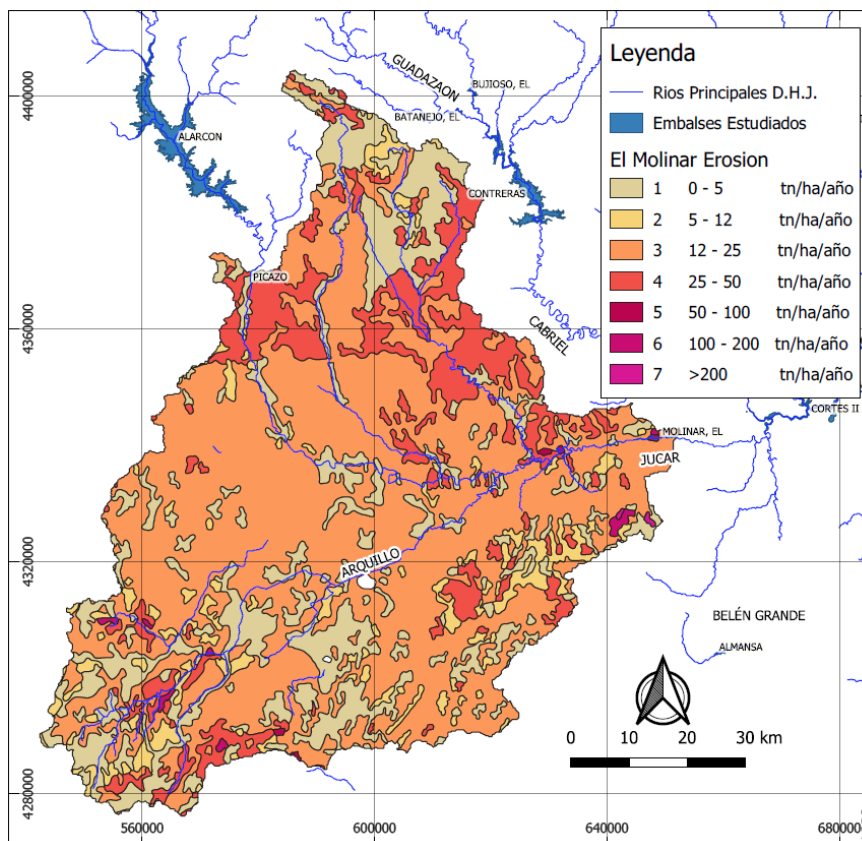 Leyenda
Rios Principales D.H.J.
Embalses Estudiados
El Molinar Erosion
1 0 - 5 tn/ha/año
2 5 - 12 tn/ha/año
3 12 - 25 tn/ha/año
4 25 - 50 tn/ha/año
5 50 - 100 tn/ha/año
6 100 - 200 tn/ha/año
7 >200 tn/ha/año
GUADAZAON
BUJIOSO, EL
BATANEJO, EL
ALARCON
CONTRERAS
PICAZO
CABRIEL
CORTES II
MOLINAR, EL
JUCAR
ARQUILLO
BELÉN GRANDE
ALMANSA
0 10 20 30 km
4400000
4360000
4320000
4280000
560000
600000
640000
680000